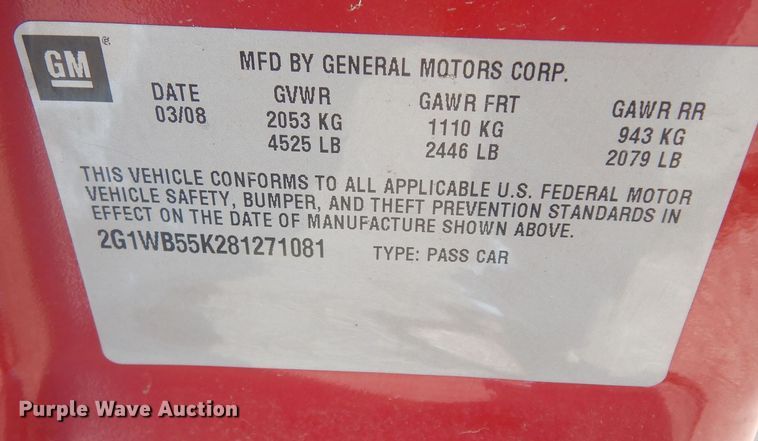 GM
MFD BY GENERAL MOTORS CORP.
DATE GVWR GAWR FRT GAWR RR
03/08 2053 KG 1110 KG 943 KG
4525 LB 2446 LB 2079 LB
THIS VEHICLE CONFORMS TO ALL APPLICABLE U.S. FEDERAL MOTOR
VEHICLE SAFETY, BUMPER, AND THEFT PREVENTION STANDARDS IN
EFFECT ON THE DATE OF MANUFACTURE SHOWN ABOVE.
2G1WB55K281271081 TYPE: PASS CAR
Purple Wave Auction